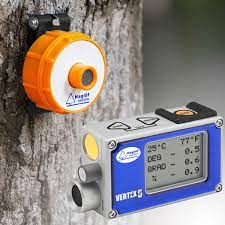 Haglöf
Haglöf
77°F
25°C
DEG - 0.5
GRAD - 0.6
% - 0.9
VERTEX 5